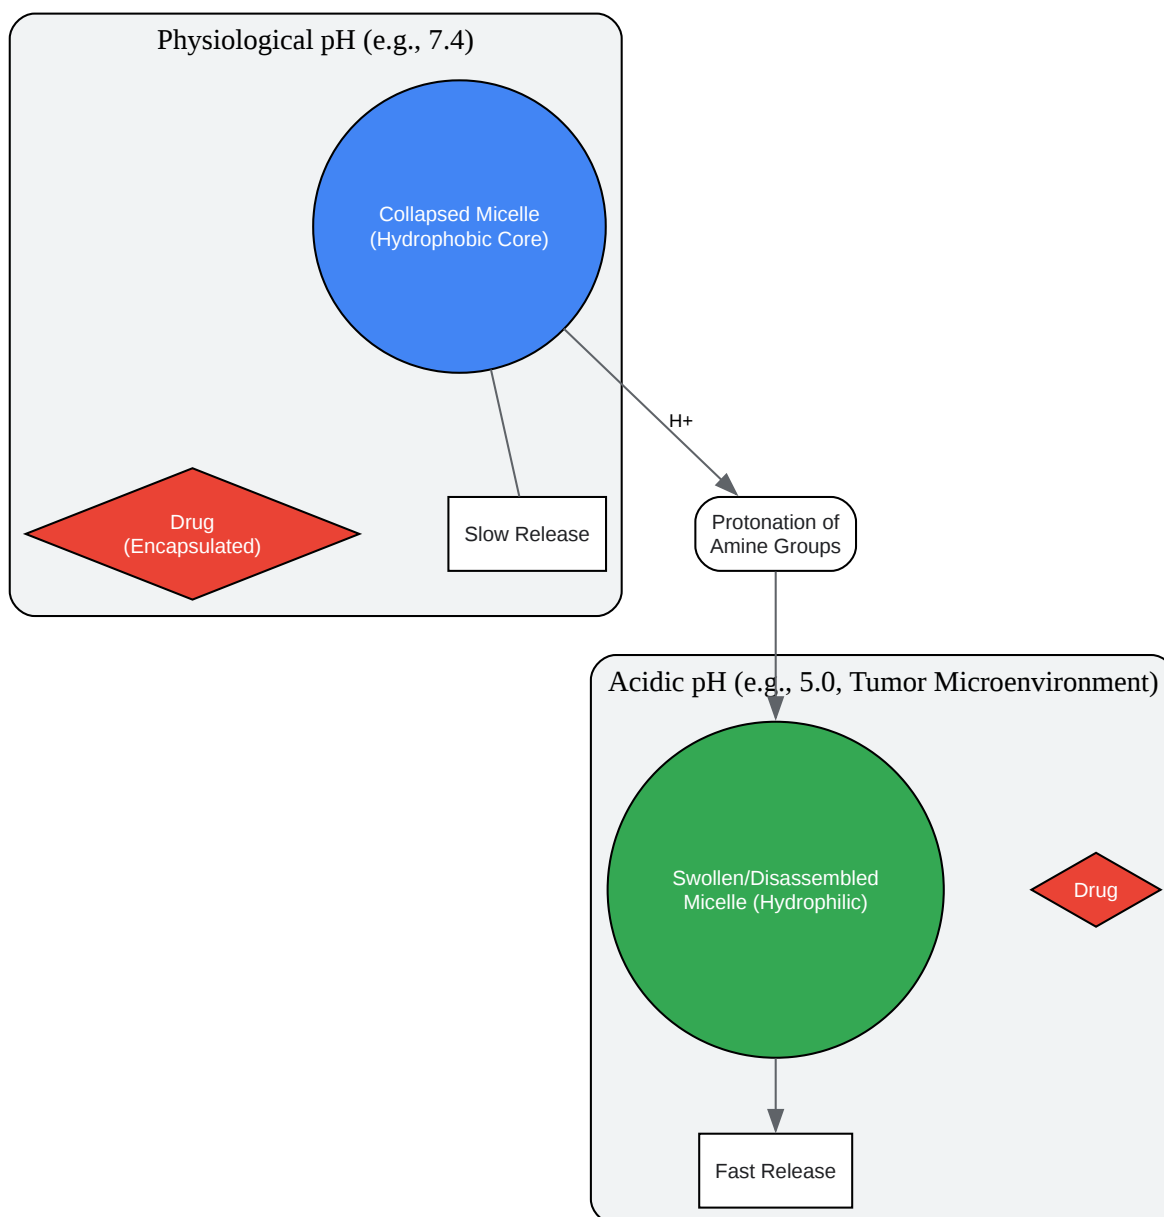 Physiological pH (e.g., 7.4)
Collapsed Micelle
(Hydrophobic Core)
H+
Drug
(Encapsulated)
Slow Release
Protonation of
Amine Groups
Acidic pH (e.g., 5.0, Tumor Microenvironment)
Swollen/Disassembled
Micelle (Hydrophilic)
Drug
Fast Release